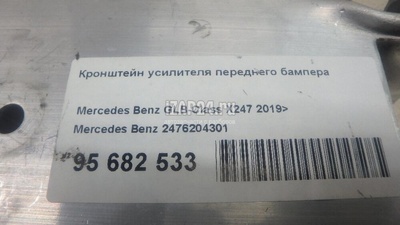 Кронштейн усилителя переднего бампера
Mercedes Benz GLB-Class X247 2019>
Mercedes Benz 2476204301
95 682 533